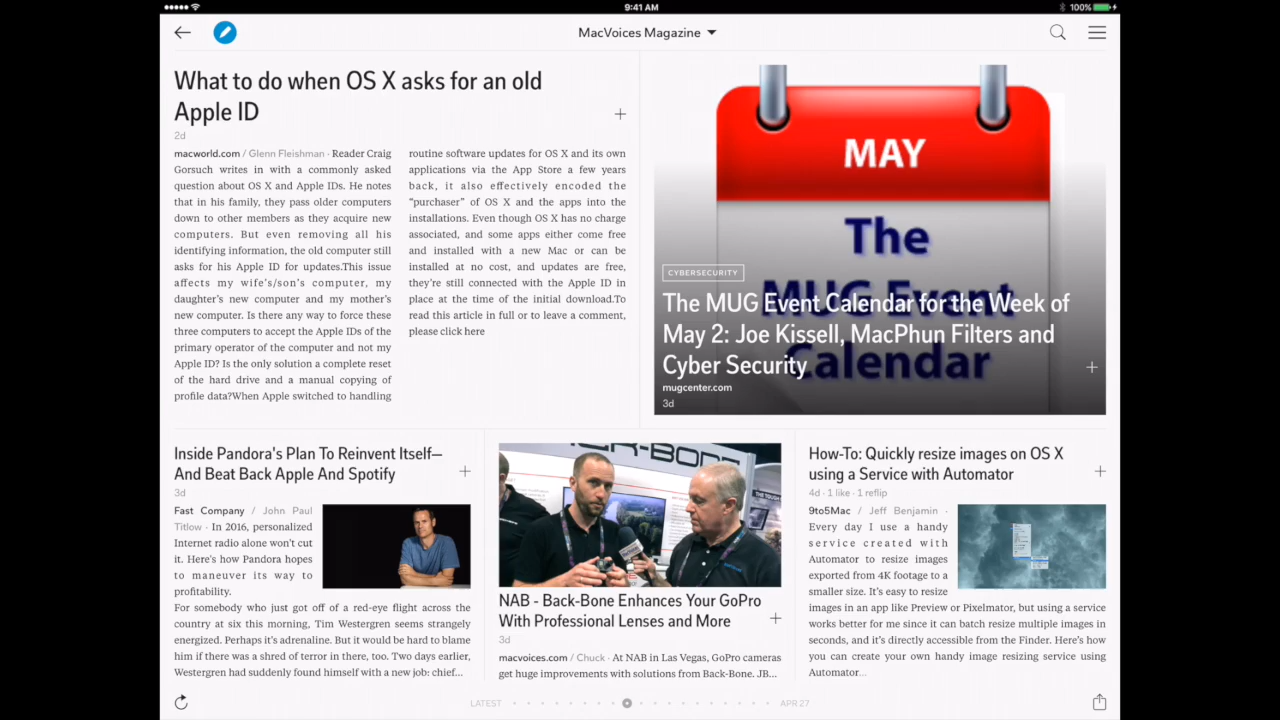 9:41 AM
100%
MacVoices Magazine
What to do when OS X asks for an old
Apple ID
2d
macworld.com / Glenn Fleishman · Reader Craig
Gorsuch writes in with a commonly asked
question about OS X and Apple IDs. He notes
that in his family, they pass older computers
down to other members as they acquire new
computers. But even removing all his
identifying information, the old computer still
asks for his Apple ID for updates.This issue
affects my wife's/son's computer, my
daughter's new computer and my mother's
new computer. Is there any way to force these
three computers to accept the Apple IDs of the
primary operator of the computer and not my
Apple ID? Is the only solution a complete reset
of the hard drive and a manual copying of
profile data?When Apple switched to handling
routine software updates for OS X and its own
applications via the App Store a few years
back, it also effectively encoded the
“purchaser” of OS X and the apps into the
installations. Even though OS X has no charge
associated, and some apps either come free
and installed with a new Mac or can be
installed at no cost, and updates are free,
they're still connected with the Apple ID in
place at the time of the initial download.To
read this article in full or to leave a comment,
please click here
MAY
The
MUG Event
Calendar
CYBERSECURITY
The MUG Event Calendar for the Week of
May 2: Joe Kissell, MacPhun Filters and
Cyber Security
mugcenter.com
3d
Inside Pandora's Plan To Reinvent Itself—
And Beat Back Apple And Spotify
3d
Fast Company / John Paul
Titlow · In 2016, personalized
Internet radio alone won't cut
it. Here's how Pandora hopes
to maneuver its way to
profitability.
For somebody who just got off of a red-eye flight across the
country at six this morning, Tim Westergren seems strangely
energized. Perhaps it's adrenaline. But it would be hard to blame
him if there was a shred of terror in there, too. Two days earlier,
Westergren had suddenly found himself with a new job: chief...
NAB - Back-Bone Enhances Your GoPro
With Professional Lenses and More
3d
macvoices.com / Chuck · At NAB in Las Vegas, GoPro cameras
get huge improvements with solutions from Back-Bone. JB...
How-To: Quickly resize images on OS X
using a Service with Automator
4d · 1 like · 1 reflip
9to5Mac / Jeff Benjamin ·
Every day I use a handy
service created with
Automator to resize images
exported from 4K footage to a
smaller size. It's easy to resize
images in an app like Preview or Pixelmator, but using a service
works better for me since it can batch resize multiple images in
seconds, and it's directly accessible from the Finder. Here's how
you can create your own handy image resizing service using
Automator...
LATEST
APR 27